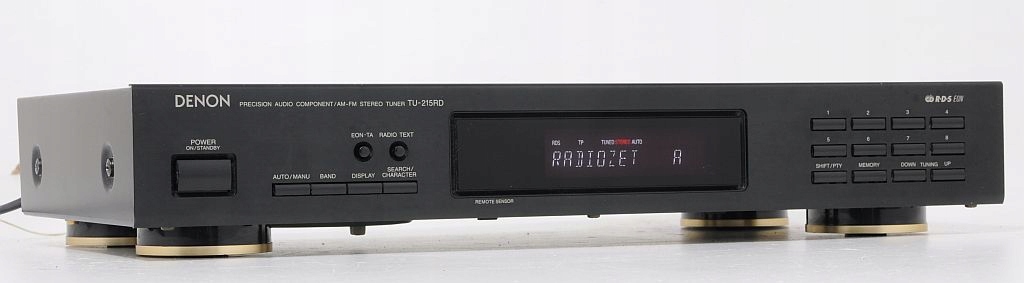 DENON PRECISION AUDIO COMPONENT/AM-FM STEREO TUNER TU-215RD
R·D·S EON
POWER
ON/STANDBY
EON-TA RADIO TEXT
AUTO/MANU BAND DISPLAY SEARCH/
CHARACTER
RDS TP TUNED STEREO AUTO
RADIOZET A
REMOTE SENSOR
1 2 3 4
5 6 7 8
SHIFT/PTY MEMORY DOWN TUNING UP